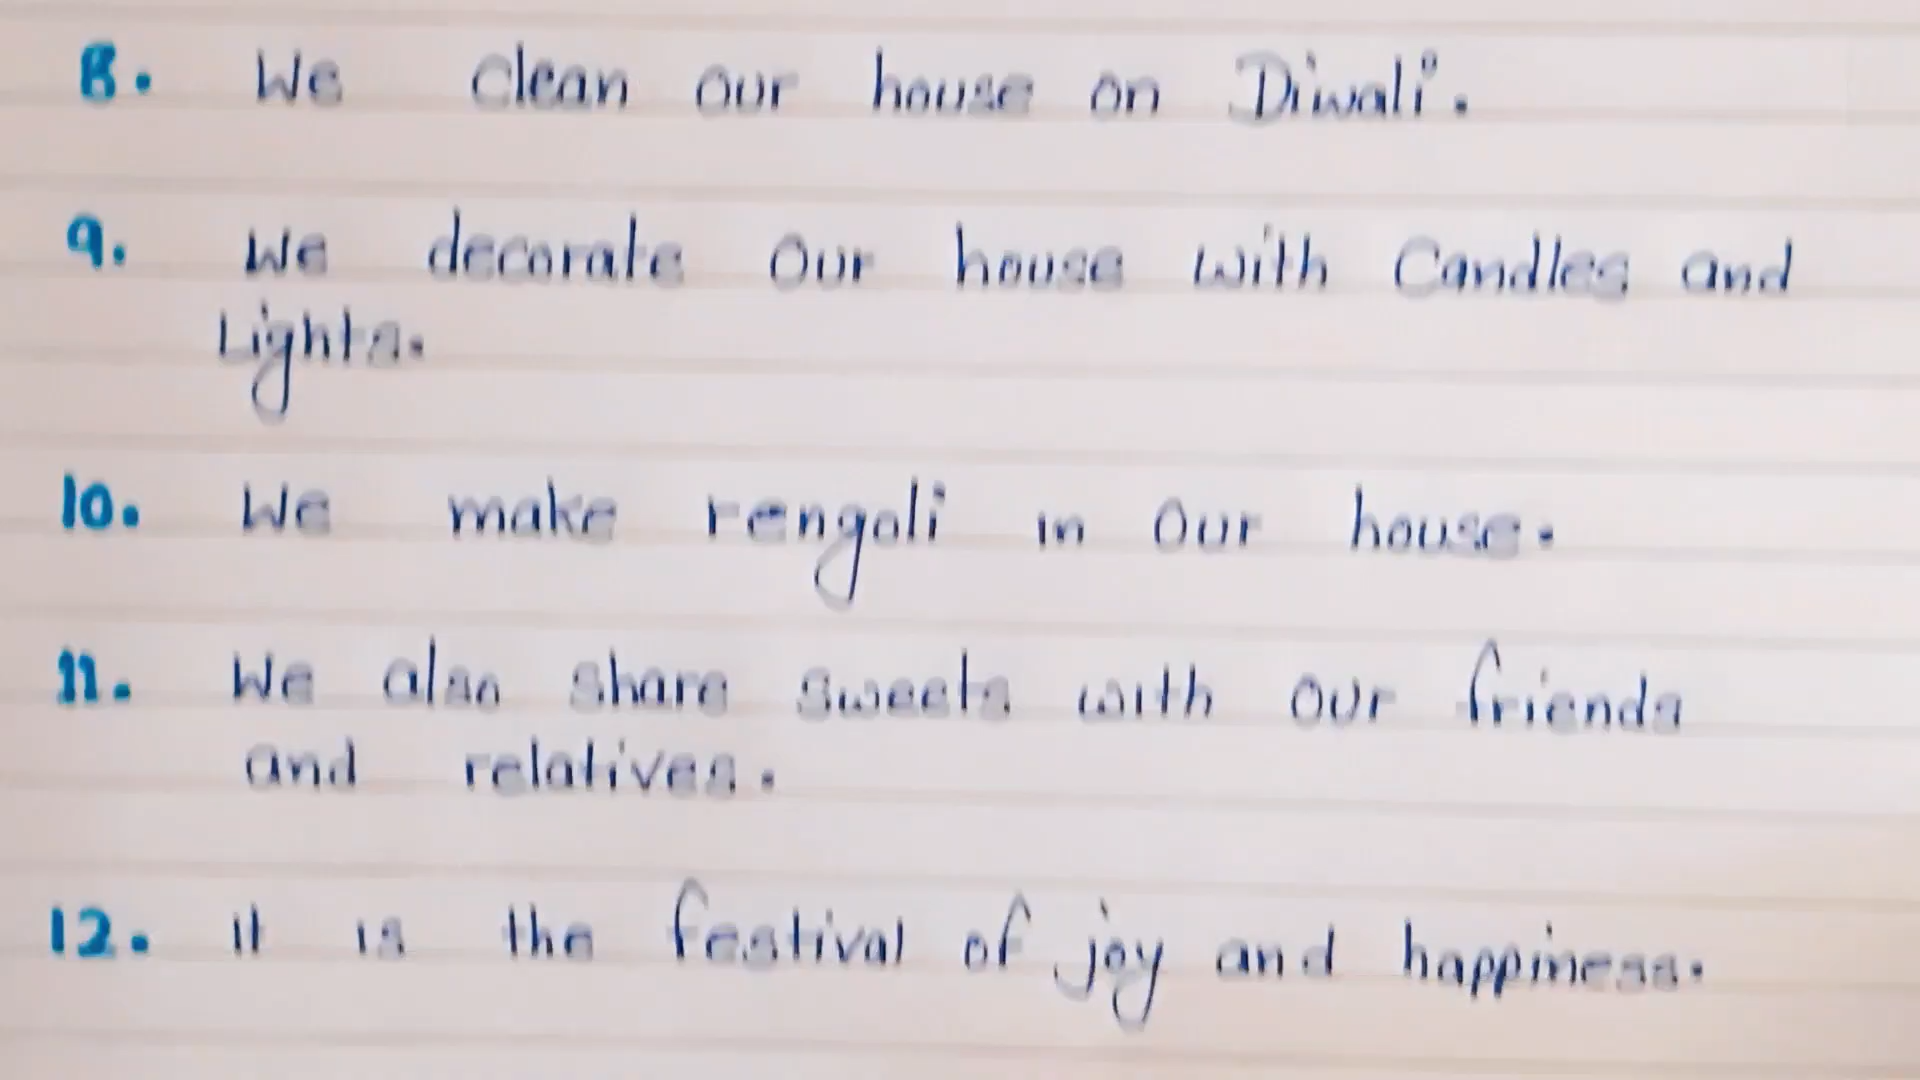 8. We clean our house on Diwali.
9. We decorate our house with Candles and
Lights.
10. We make rengoli in our house.
11. We also share sweets with our friends
and relatives.
12. it is the festival of joy and happiness.